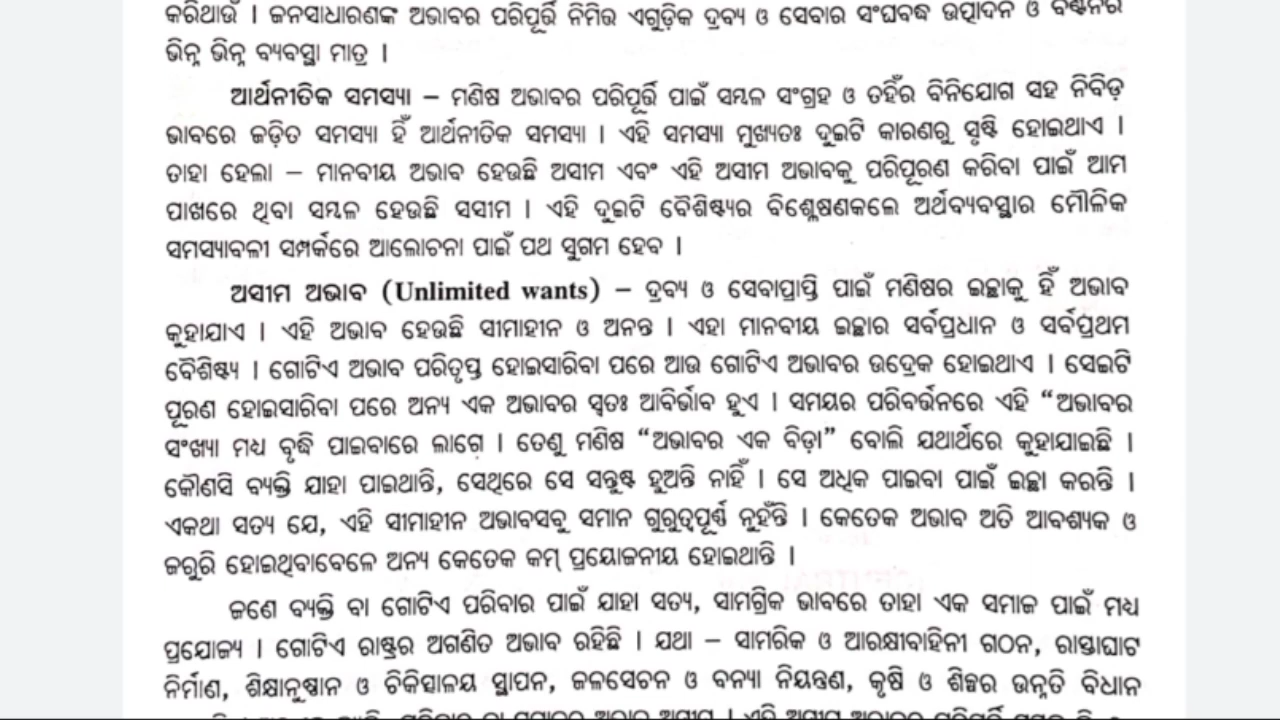 କରିଥାଉ । ଜନସାଧାରଣଙ୍କ ଅଭାବର ପରିପୂର୍ତ୍ତି ନିମିତ୍ତ ଏଗୁଡ଼ିକ ଦ୍ରବ୍ୟ ଓ ସେବାର ସଂଘବଦ୍ଧ ଉତ୍ପାଦନ ଓ ବଣ୍ଟନର
ଭିନ୍ନ ଭିନ୍ନ ବ୍ୟବସ୍ଥା ମାତ୍ର ।
ଆର୍ଥନୀତିକ ସମସ୍ୟା – ମଣିଷ ଅଭାବର ପରିପୂର୍ତ୍ତି ପାଇଁ ସମ୍ବଳ ସଂଗ୍ରହ ଓ ତହିଁର ବିନିଯୋଗ ସହ ନିବିଡ଼
ଭାବରେ ଜଡ଼ିତ ସମସ୍ୟା ହିଁ ଆର୍ଥନୀତିକ ସମସ୍ୟା । ଏହି ସମସ୍ୟା ମୁଖ୍ୟତଃ ଦୁଇଟି କାରଣରୁ ସୃଷ୍ଟି ହୋଇଥାଏ ।
ତାହା ହେଲା – ମାନବୀୟ ଅଭାବ ହେଉଛି ଅସୀମ ଏବଂ ଏହି ଅସୀମ ଅଭାବକୁ ପରିପୂରଣ କରିବା ପାଇଁ ଆମ
ପାଖରେ ଥିବା ସମ୍ବଳ ହେଉଛି ସସୀମ । ଏହି ଦୁଇଟି ବୈଶିଷ୍ଟ୍ୟର ବିଶ୍ଳେଷଣକଲେ ଅର୍ଥବ୍ୟବସ୍ଥାର ମୌଳିକ
ସମସ୍ୟାବଳୀ ସମ୍ପର୍କରେ ଆଲୋଚନା ପାଇଁ ପଥ ସୁଗମ ହେବ ।
ଅସୀମ ଅଭାବ (Unlimited wants) – ଦ୍ରବ୍ୟ ଓ ସେବାପ୍ରାପ୍ତି ପାଇଁ ମଣିଷର ଇଚ୍ଛାକୁ ହିଁ ଅଭାବ
କୁହାଯାଏ । ଏହି ଅଭାବ ହେଉଛି ସୀମାହୀନ ଓ ଅନନ୍ତ । ଏହା ମାନବୀୟ ଇଚ୍ଛାର ସର୍ବପ୍ରଧାନ ଓ ସର୍ବପ୍ରଥମ
ବୈଶିଷ୍ଟ୍ୟ । ଗୋଟିଏ ଅଭାବ ପରିତୃପ୍ତ ହୋଇସାରିବା ପରେ ଆଉ ଗୋଟିଏ ଅଭାବର ଉଦ୍ରେକ ହୋଇଥାଏ । ସେଇଟି
ପୂରଣ ହୋଇସାରିବା ପରେ ଅନ୍ୟ ଏକ ଅଭାବର ସ୍ୱତଃ ଆବିର୍ଭାବ ହୁଏ । ସମୟର ପରିବର୍ତ୍ତନରେ ଏହି “ଅଭାବର
ସଂଖ୍ୟା ମଧ୍ୟ ବୃଦ୍ଧି ପାଇବାରେ ଲାଗେ । ତେଣୁ ମଣିଷ “ଅଭାବର ଏକ ବିଡ଼ା” ବୋଲି ଯଥାର୍ଥରେ କୁହାଯାଇଛି ।
କୌଣସି ବ୍ୟକ୍ତି ଯାହା ପାଇଥାନ୍ତି, ସେଥିରେ ସେ ସନ୍ତୁଷ୍ଟ ହୁଅନ୍ତି ନାହିଁ । ସେ ଅଧିକ ପାଇବା ପାଇଁ ଇଚ୍ଛା କରନ୍ତି ।
ଏକଥା ସତ୍ୟ ଯେ, ଏହି ସୀମାହୀନ ଅଭାବସବୁ ସମାନ ଗୁରୁତ୍ୱପୂର୍ଣ୍ଣ ନୁହଁନ୍ତି । କେତେକ ଅଭାବ ଅତି ଆବଶ୍ୟକ ଓ
ଜରୁରି ହୋଇଥିବାବେଳେ ଅନ୍ୟ କେତେକ କମ୍ ପ୍ରୟୋଜନୀୟ ହୋଇଥାନ୍ତି ।
ଜଣେ ବ୍ୟକ୍ତି ବା ଗୋଟିଏ ପରିବାର ପାଇଁ ଯାହା ସତ୍ୟ, ସାମଗ୍ରିକ ଭାବରେ ତାହା ଏକ ସମାଜ ପାଇଁ ମଧ୍ୟ
ପ୍ରଯୋଜ୍ୟ । ଗୋଟିଏ ରାଷ୍ଟ୍ରର ଅଗଣିତ ଅଭାବ ରହିଛି । ଯଥା – ସାମରିକ ଓ ଆରକ୍ଷୀବାହିନୀ ଗଠନ, ରାସ୍ତାଘାଟ
ନିର୍ମାଣ, ଶିକ୍ଷାନୁଷ୍ଠାନ ଓ ଚିକିତ୍ସାଳୟ ସ୍ଥାପନ, ଜଳସେଚନ ଓ ବନ୍ୟା ନିୟନ୍ତ୍ରଣ, କୃଷି ଓ ଶିଳ୍ପର ଉନ୍ନତି ବିଧାନ